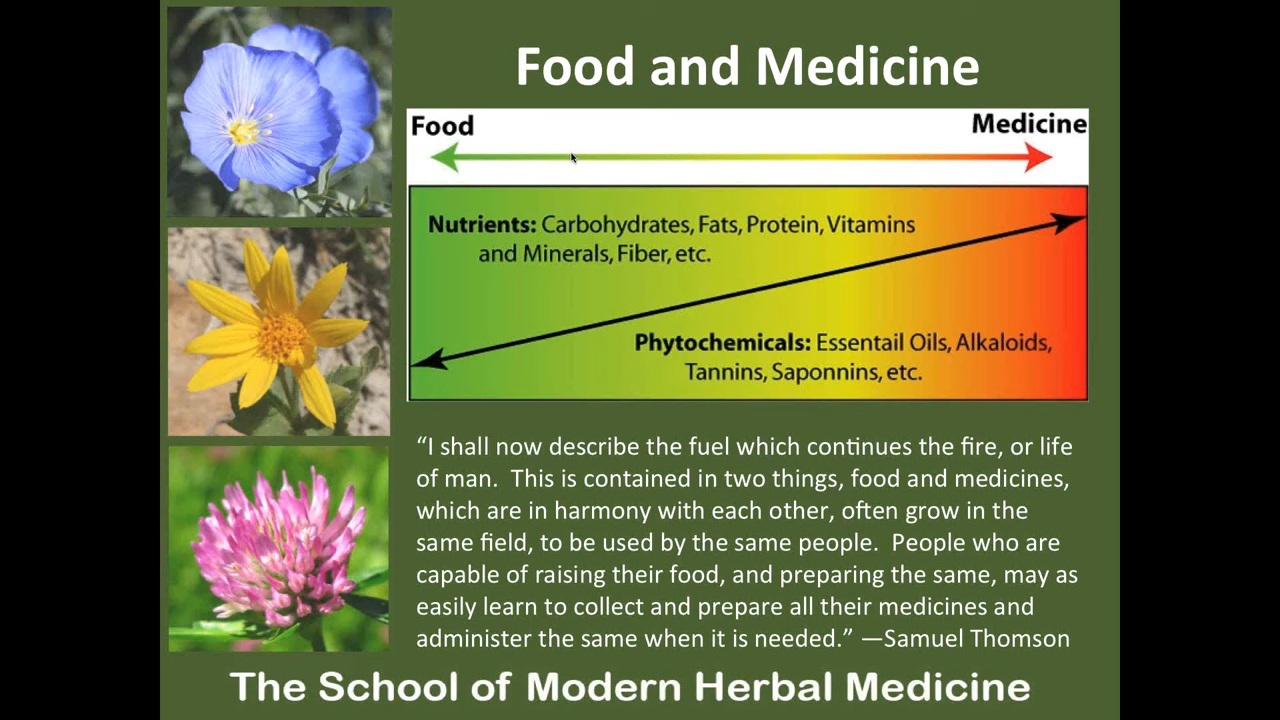 Food and Medicine
Food
Medicine
Nutrients: Carbohydrates, Fats, Protein, Vitamins
and Minerals, Fiber, etc.
Phytochemicals: Essentail Oils, Alkaloids,
Tannins, Saponnins, etc.
“I shall now describe the fuel which continues the fire, or life
of man.  This is contained in two things, food and medicines,
which are in harmony with each other, often grow in the
same field, to be used by the same people.  People who are
capable of raising their food, and preparing the same, may as
easily learn to collect and prepare all their medicines and
administer the same when it is needed.” —Samuel Thomson
The School of Modern Herbal Medicine